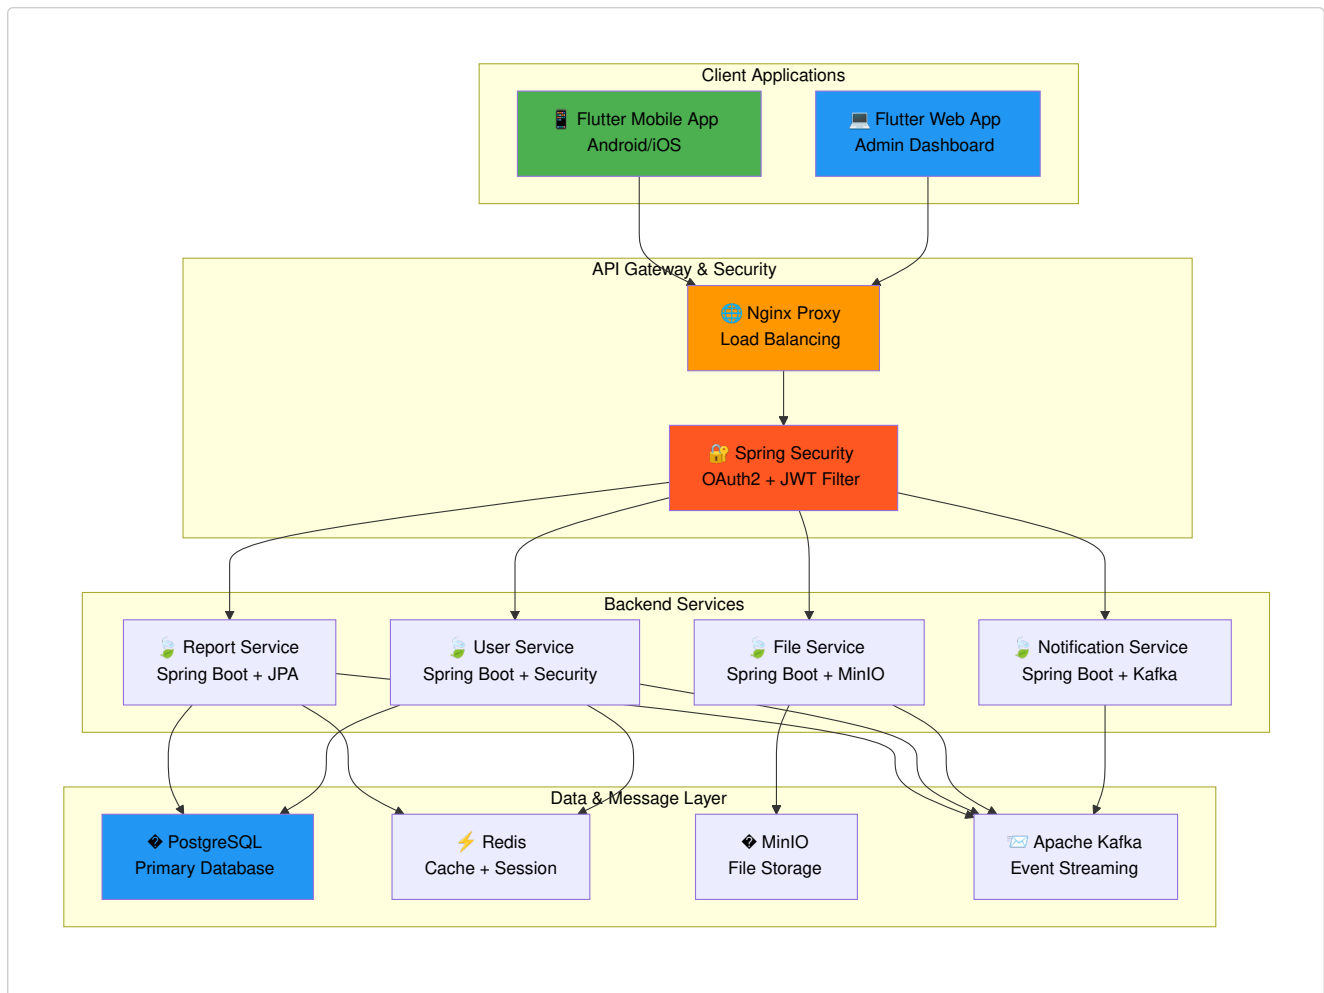 Client Applications
📱 Flutter Mobile App
Android/iOS
💻 Flutter Web App
Admin Dashboard
API Gateway & Security
🌐 Nginx Proxy
Load Balancing
🔐 Spring Security
OAuth2 + JWT Filter
Backend Services
🍃 Report Service
Spring Boot + JPA
🍃 User Service
Spring Boot + Security
🍃 File Service
Spring Boot + MinIO
🍃 Notification Service
Spring Boot + Kafka
Data & Message Layer
� PostgreSQL
Primary Database
⚡ Redis
Cache + Session
� MinIO
File Storage
📨 Apache Kafka
Event Streaming